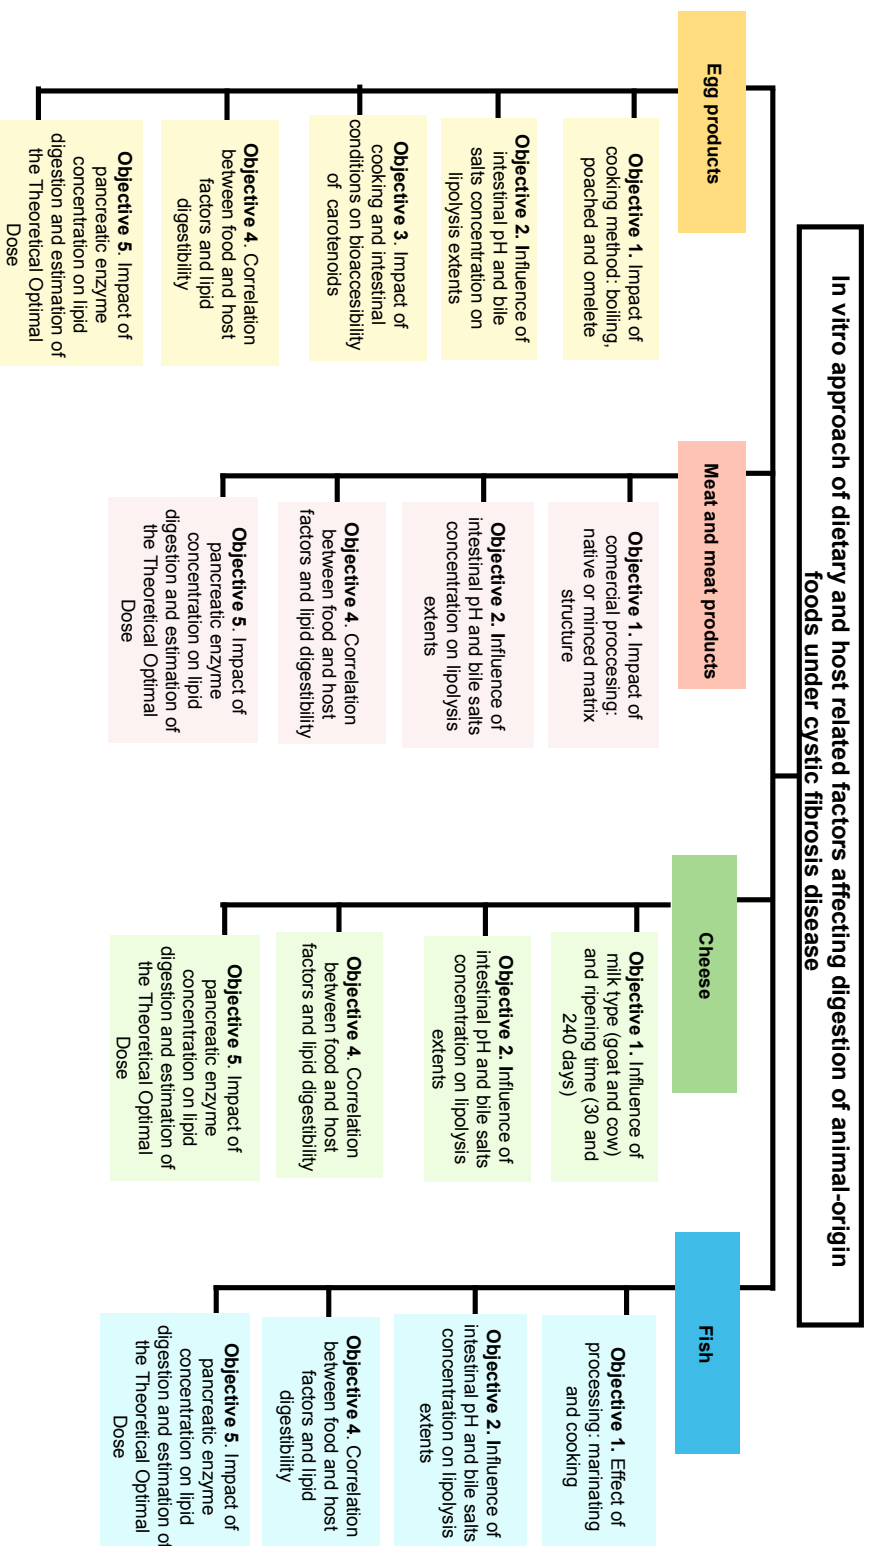 In vitro approach of dietary and host related factors affecting digestion of animal-origin
foods under cystic fibrosis disease
Egg products
Objective 1. Impact of
cooking method: boiling,
poached and omelete
Objective 2. Influence of
intestinal pH and bile
salts concentration on
lipolysis extents
Objective 3. Impact of
cooking and intestinal
conditions on bioaccesibility
of carotenoids
Objective 4. Correlation
between food and host
factors and lipid
digestibility
Objective 5. Impact of
pancreatic enzyme
concentration on lipid
digestion and estimation of
the Theoretical Optimal
Dose
Meat and meat products
Objective 1. Impact of
comercial proccesing:
native or minced matrix
structure
Objective 2. Influence of
intestinal pH and bile salts
concentration on lipolysis
extents
Objective 4. Correlation
between food and host
factors and lipid digestibility
Objective 5. Impact of
pancreatic enzyme
concentration on lipid
digestion and estimation of
the Theoretical Optimal
Dose
Cheese
Objective 1. Influence of
milk type (goat and cow)
and ripening time (30 and
240 days)
Objective 2. Influence of
intestinal pH and bile salts
concentration on lipolysis
extents
Objective 4. Correlation
between food and host
factors and lipid digestibility
Objective 5. Impact of
pancreatic enzyme
concentration on lipid
digestion and estimation of
the Theoretical Optimal
Dose
Fish
Objective 1. Effect of
processing: marinating
and cooking
Objective 2. Influence of
intestinal pH and bile salts
concentration on lipolysis
extents
Objective 4. Correlation
between food and host
factors and lipid
digestibility
Objective 5. Impact of
pancreatic enzyme
concentration on lipid
digestion and estimation of
the Theoretical Optimal
Dose